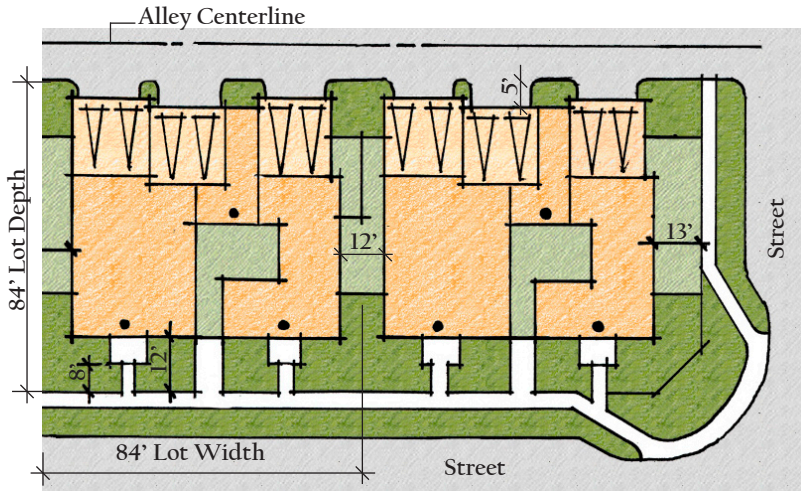 Alley Centerline
5'
84' Lot Depth
12'
13'
Street
8'
12'
84' Lot Width
Street